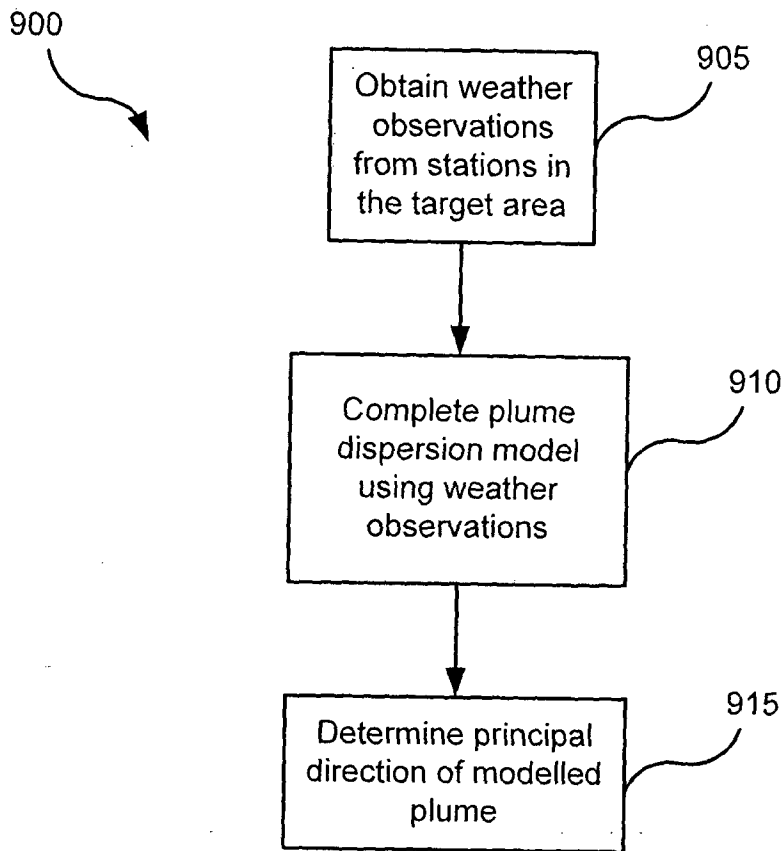 900
905
Obtain weather
observations
from stations in
the target area
910
Complete plume
dispersion model
using weather
observations
915
Determine principal
direction of modelled
plume